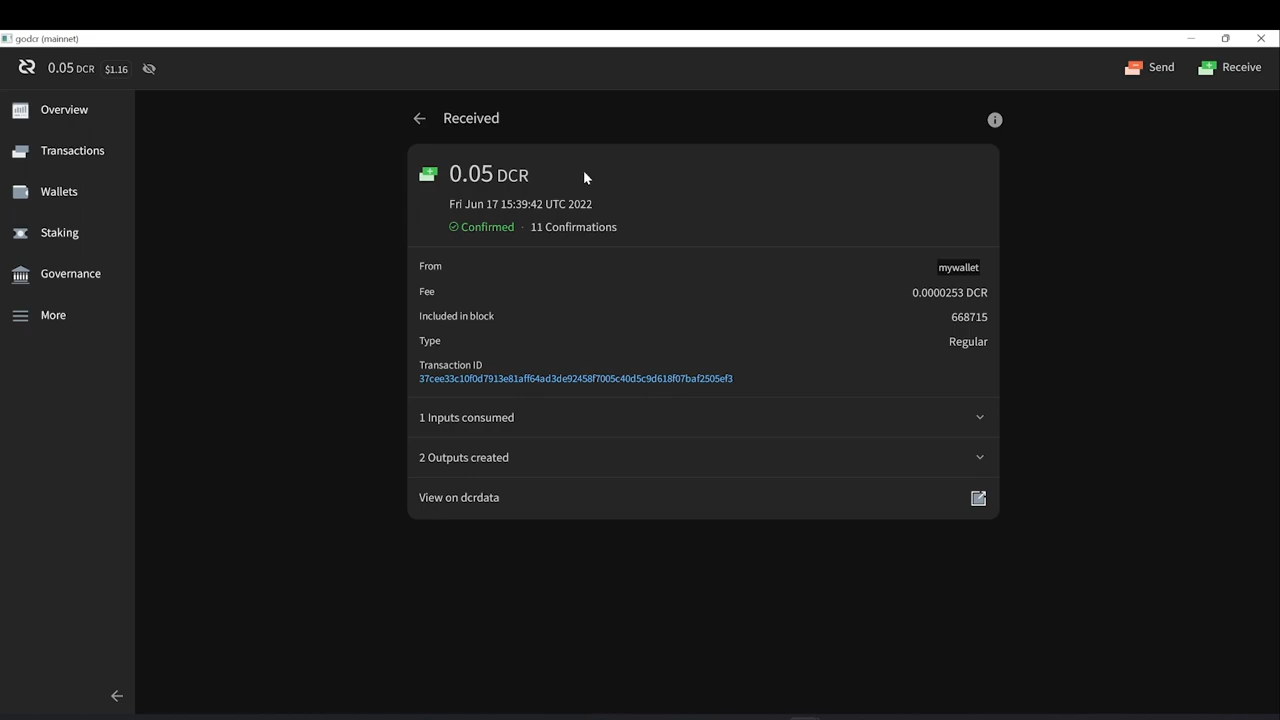 godcr (mainnet)
0.05 DCR $1.16
Send
Receive
Overview
Transactions
Wallets
Staking
Governance
More
Received
0.05 DCR
Fri Jun 17 15:39:42 UTC 2022
Confirmed · 11 Confirmations
From mywallet
Fee 0.0000253 DCR
Included in block 668715
Type Regular
Transaction ID
37cee33c10f0d7913e81aff64ad3de92458f7005c40d5c9d618f07baf2505ef3
1 Inputs consumed
2 Outputs created
View on dcrdata